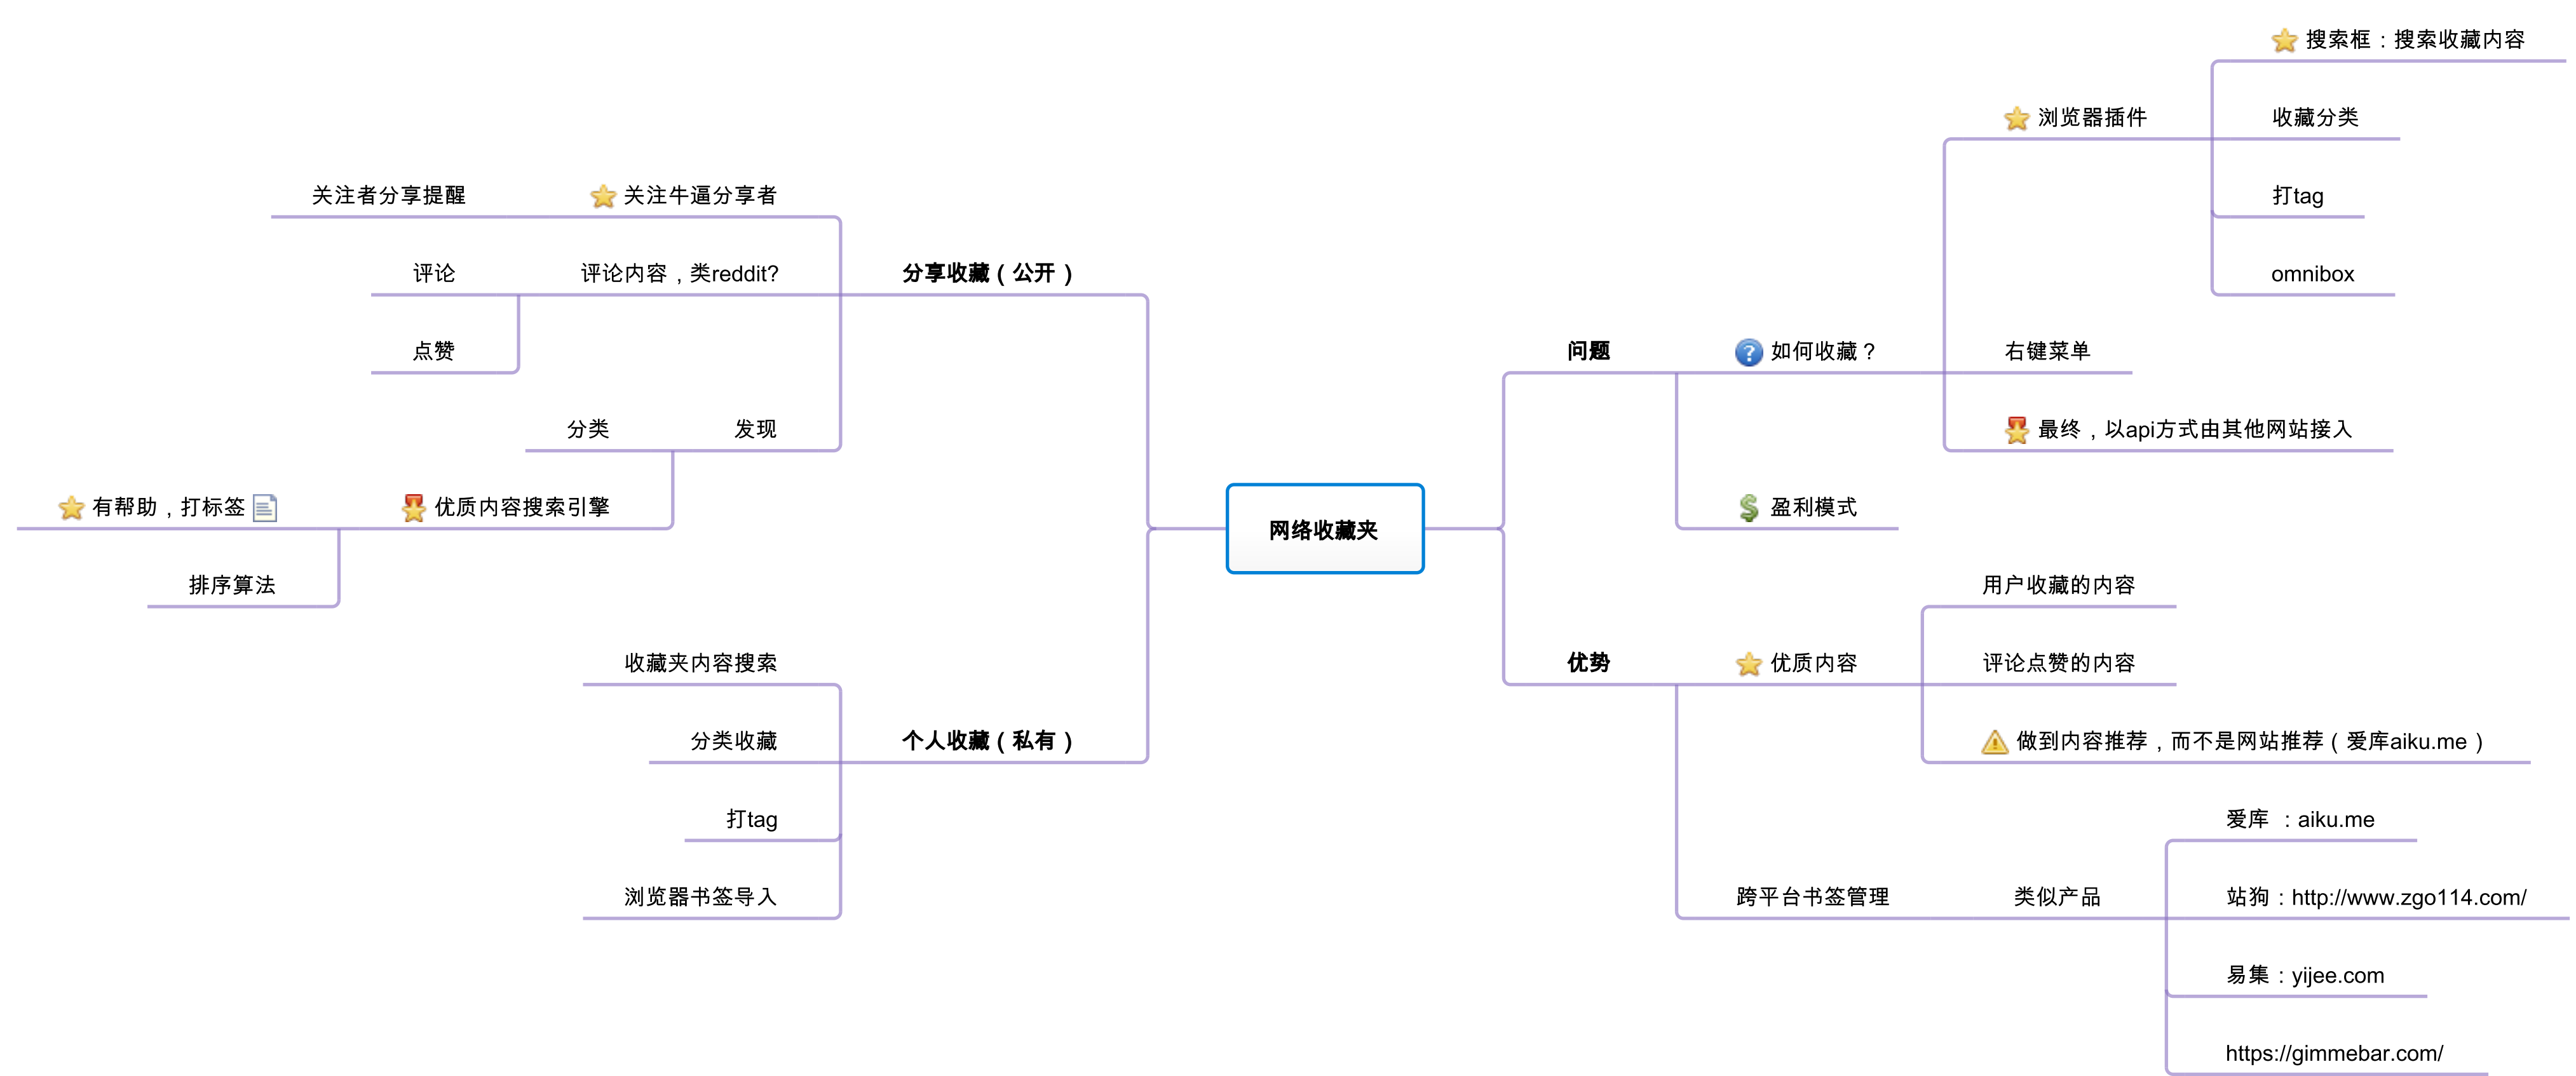 网络收藏夹
分享收藏（公开）
关注牛逼分享者
关注者分享提醒
评论内容，类reddit?
评论
点赞
发现
分类
优质内容搜索引擎
有帮助，打标签
排序算法
个人收藏（私有）
收藏夹内容搜索
分类收藏
打tag
浏览器书签导入
问题
如何收藏？
浏览器插件
搜索框：搜索收藏内容
收藏分类
打tag
omnibox
右键菜单
最终，以api方式由其他网站接入
盈利模式
优势
优质内容
用户收藏的内容
评论点赞的内容
做到内容推荐，而不是网站推荐（爱库aiku.me）
跨平台书签管理
类似产品
爱库 ：aiku.me
站狗：http://www.zgo114.com/
易集：yijee.com
https://gimmebar.com/